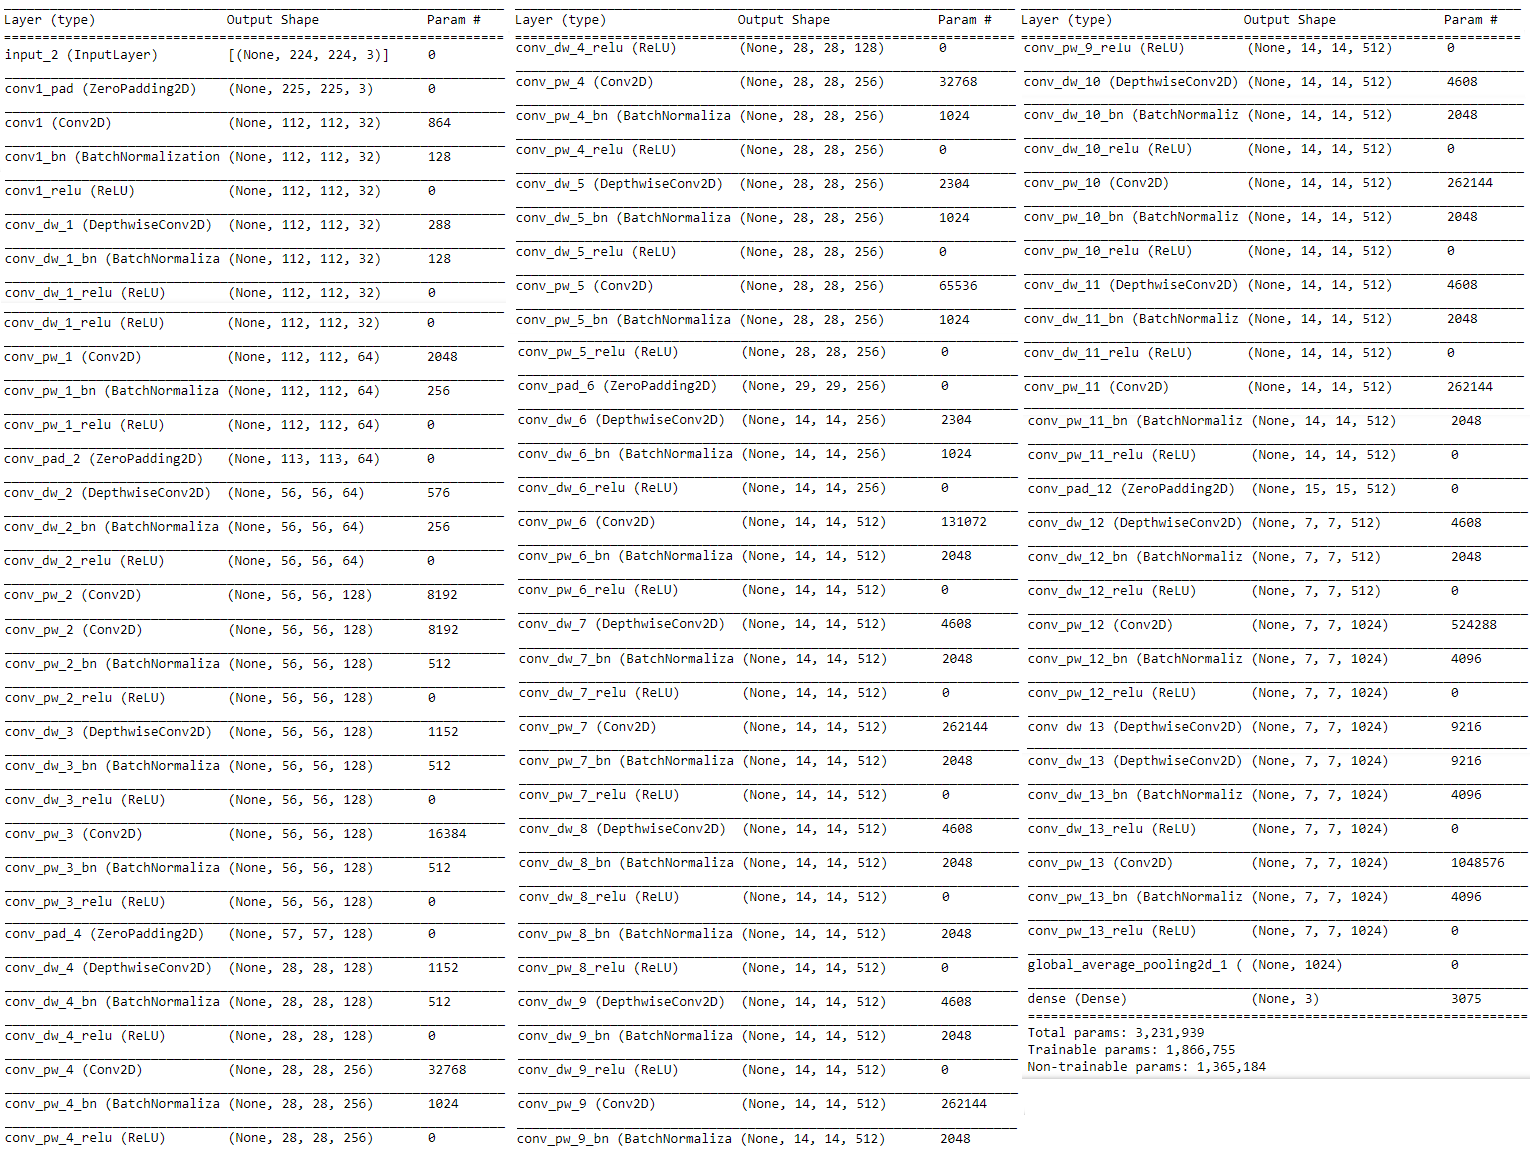 Layer (type) Output Shape Param #
input_2 (InputLayer) [(None, 224, 224, 3)] 0
conv1_pad (ZeroPadding2D) (None, 225, 225, 3) 0
conv1 (Conv2D) (None, 112, 112, 32) 864
conv1_bn (BatchNormalization (None, 112, 112, 32) 128
conv1_relu (ReLU) (None, 112, 112, 32) 0
conv_dw_1 (DepthwiseConv2D) (None, 112, 112, 32) 288
conv_dw_1_bn (BatchNormaliza (None, 112, 112, 32) 128
conv_dw_1_relu (ReLU) (None, 112, 112, 32) 0
conv_dw_1_relu (ReLU) (None, 112, 112, 32) 0
conv_pw_1 (Conv2D) (None, 112, 112, 64) 2048
conv_pw_1_bn (BatchNormaliza (None, 112, 112, 64) 256
conv_pw_1_relu (ReLU) (None, 112, 112, 64) 0
conv_pad_2 (ZeroPadding2D) (None, 113, 113, 64) 0
conv_dw_2 (DepthwiseConv2D) (None, 56, 56, 64) 576
conv_dw_2_bn (BatchNormaliza (None, 56, 56, 64) 256
conv_dw_2_relu (ReLU) (None, 56, 56, 64) 0
conv_pw_2 (Conv2D) (None, 56, 56, 128) 8192
conv_pw_2 (Conv2D) (None, 56, 56, 128) 8192
conv_pw_2_bn (BatchNormaliza (None, 56, 56, 128) 512
conv_pw_2_relu (ReLU) (None, 56, 56, 128) 0
conv_dw_3 (DepthwiseConv2D) (None, 56, 56, 128) 1152
conv_dw_3_bn (BatchNormaliza (None, 56, 56, 128) 512
conv_dw_3_relu (ReLU) (None, 56, 56, 128) 0
conv_pw_3 (Conv2D) (None, 56, 56, 128) 16384
conv_pw_3_bn (BatchNormaliza (None, 56, 56, 128) 512
conv_pw_3_relu (ReLU) (None, 56, 56, 128) 0
conv_pad_4 (ZeroPadding2D) (None, 57, 57, 128) 0
conv_dw_4 (DepthwiseConv2D) (None, 28, 28, 128) 1152
conv_dw_4_bn (BatchNormaliza (None, 28, 28, 128) 512
conv_dw_4_relu (ReLU) (None, 28, 28, 128) 0
conv_pw_4 (Conv2D) (None, 28, 28, 256) 32768
conv_pw_4_bn (BatchNormaliza (None, 28, 28, 256) 1024
conv_pw_4_relu (ReLU) (None, 28, 28, 256) 0
Layer (type) Output Shape Param #
conv_dw_4_relu (ReLU) (None, 28, 28, 128) 0
conv_pw_4 (Conv2D) (None, 28, 28, 256) 32768
conv_pw_4_bn (BatchNormaliza (None, 28, 28, 256) 1024
conv_pw_4_relu (ReLU) (None, 28, 28, 256) 0
conv_dw_5 (DepthwiseConv2D) (None, 28, 28, 256) 2304
conv_dw_5_bn (BatchNormaliza (None, 28, 28, 256) 1024
conv_dw_5_relu (ReLU) (None, 28, 28, 256) 0
conv_pw_5 (Conv2D) (None, 28, 28, 256) 65536
conv_pw_5_bn (BatchNormaliza (None, 28, 28, 256) 1024
conv_pw_5_relu (ReLU) (None, 28, 28, 256) 0
conv_pad_6 (ZeroPadding2D) (None, 29, 29, 256) 0
conv_dw_6 (DepthwiseConv2D) (None, 14, 14, 256) 2304
conv_dw_6_bn (BatchNormaliza (None, 14, 14, 256) 1024
conv_dw_6_relu (ReLU) (None, 14, 14, 256) 0
conv_pw_6 (Conv2D) (None, 14, 14, 512) 131072
conv_pw_6_bn (BatchNormaliza (None, 14, 14, 512) 2048
conv_pw_6_relu (ReLU) (None, 14, 14, 512) 0
conv_dw_7 (DepthwiseConv2D) (None, 14, 14, 512) 4608
conv_dw_7_bn (BatchNormaliza (None, 14, 14, 512) 2048
conv_dw_7_relu (ReLU) (None, 14, 14, 512) 0
conv_pw_7 (Conv2D) (None, 14, 14, 512) 262144
conv_pw_7_bn (BatchNormaliza (None, 14, 14, 512) 2048
conv_pw_7_relu (ReLU) (None, 14, 14, 512) 0
conv_dw_8 (DepthwiseConv2D) (None, 14, 14, 512) 4608
conv_dw_8_bn (BatchNormaliza (None, 14, 14, 512) 2048
conv_dw_8_relu (ReLU) (None, 14, 14, 512) 0
conv_pw_8_bn (BatchNormaliza (None, 14, 14, 512) 2048
conv_pw_8_relu (ReLU) (None, 14, 14, 512) 0
conv_dw_9 (DepthwiseConv2D) (None, 14, 14, 512) 4608
conv_dw_9_bn (BatchNormaliza (None, 14, 14, 512) 2048
conv_dw_9_relu (ReLU) (None, 14, 14, 512) 0
conv_pw_9 (Conv2D) (None, 14, 14, 512) 262144
conv_pw_9_bn (BatchNormaliza (None, 14, 14, 512) 2048
Layer (type) Output Shape Param #
conv_pw_9_relu (ReLU) (None, 14, 14, 512) 0
conv_dw_10 (DepthwiseConv2D) (None, 14, 14, 512) 4608
conv_dw_10_bn (BatchNormaliz (None, 14, 14, 512) 2048
conv_dw_10_relu (ReLU) (None, 14, 14, 512) 0
conv_pw_10 (Conv2D) (None, 14, 14, 512) 262144
conv_pw_10_bn (BatchNormaliz (None, 14, 14, 512) 2048
conv_pw_10_relu (ReLU) (None, 14, 14, 512) 0
conv_dw_11 (DepthwiseConv2D) (None, 14, 14, 512) 4608
conv_dw_11_bn (BatchNormaliz (None, 14, 14, 512) 2048
conv_dw_11_relu (ReLU) (None, 14, 14, 512) 0
conv_pw_11 (Conv2D) (None, 14, 14, 512) 262144
conv_pw_11_bn (BatchNormaliz (None, 14, 14, 512) 2048
conv_pw_11_relu (ReLU) (None, 14, 14, 512) 0
conv_pad_12 (ZeroPadding2D) (None, 15, 15, 512) 0
conv_dw_12 (DepthwiseConv2D) (None, 7, 7, 512) 4608
conv_dw_12_bn (BatchNormaliz (None, 7, 7, 512) 2048
conv_dw_12_relu (ReLU) (None, 7, 7, 512) 0
conv_pw_12 (Conv2D) (None, 7, 7, 1024) 524288
conv_pw_12_bn (BatchNormaliz (None, 7, 7, 1024) 4096
conv_pw_12_relu (ReLU) (None, 7, 7, 1024) 0
conv dw 13 (DepthwiseConv2D) (None, 7, 7, 1024) 9216
conv_dw_13 (DepthwiseConv2D) (None, 7, 7, 1024) 9216
conv_dw_13_bn (BatchNormaliz (None, 7, 7, 1024) 4096
conv_dw_13_relu (ReLU) (None, 7, 7, 1024) 0
conv_pw_13 (Conv2D) (None, 7, 7, 1024) 1048576
conv_pw_13_bn (BatchNormaliz (None, 7, 7, 1024) 4096
conv_pw_13_relu (ReLU) (None, 7, 7, 1024) 0
global_average_pooling2d_1 ( (None, 1024) 0
dense (Dense) (None, 3) 3075
Total params: 3,231,939
Trainable params: 1,866,755
Non-trainable params: 1,365,184